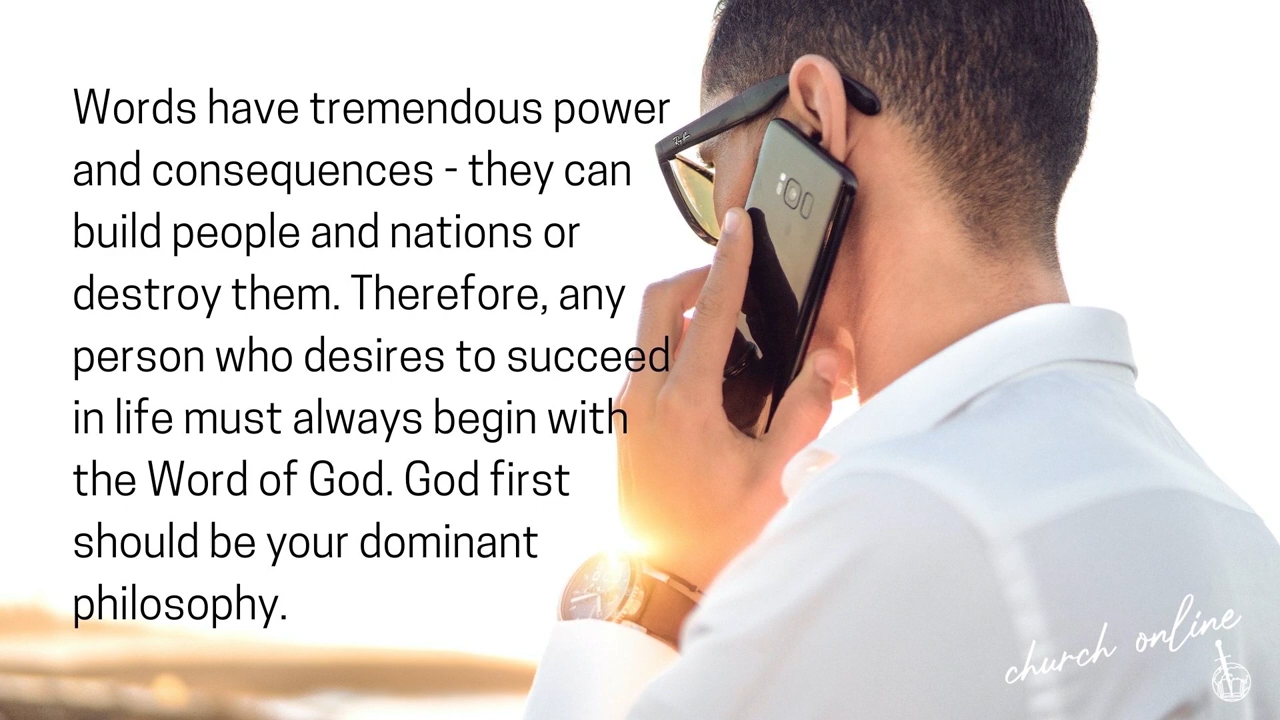 Words have tremendous power
and consequences - they can
build people and nations or
destroy them. Therefore, any
person who desires to succeed
in life must always begin with
the Word of God. God first
should be your dominant
philosophy.
Ray-Ban
church online